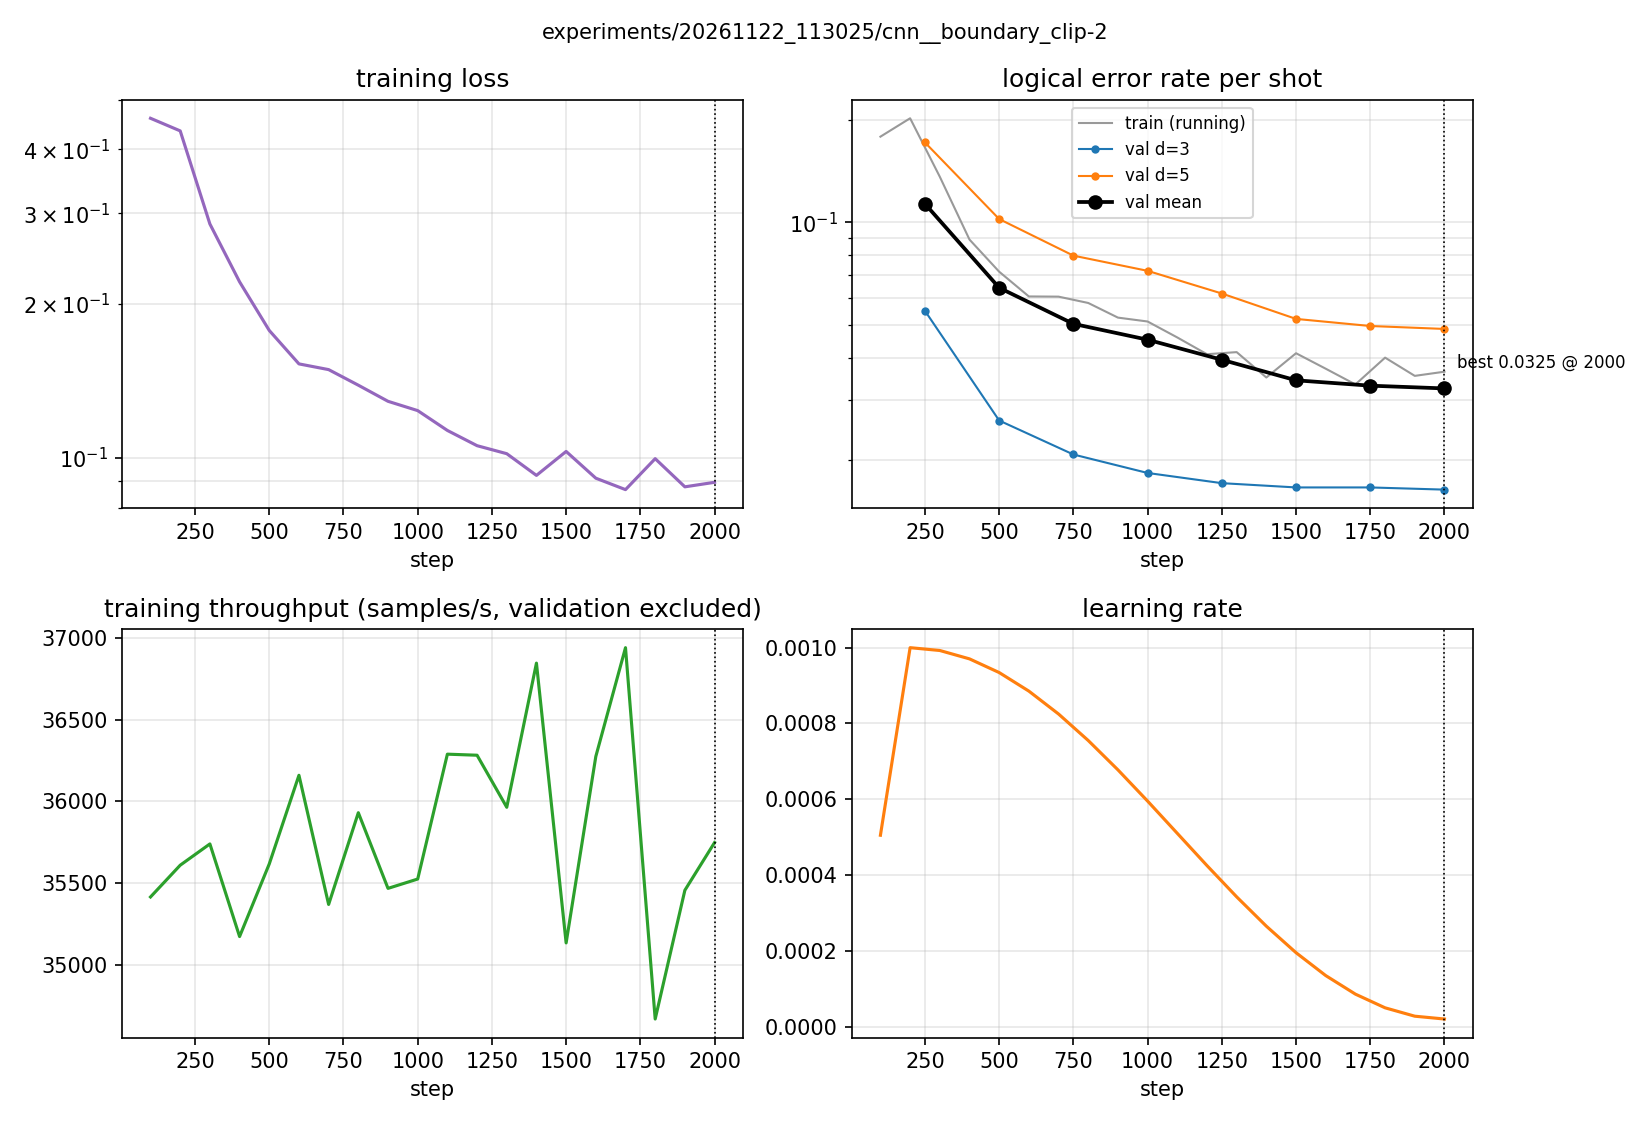 experiments/20261122_113025/cnn__boundary_clip-2
training loss
4 × 10⁻¹
3 × 10⁻¹
2 × 10⁻¹
10⁻¹
250 500 750 1000 1250 1500 1750 2000
step
logical error rate per shot
train (running)
val d=3
val d=5
val mean
10⁻¹
best 0.0325 @ 2000
250 500 750 1000 1250 1500 1750 2000
step
training throughput (samples/s, validation excluded)
37000
36500
36000
35500
35000
250 500 750 1000 1250 1500 1750 2000
step
learning rate
0.0010
0.0008
0.0006
0.0004
0.0002
0.0000
250 500 750 1000 1250 1500 1750 2000
step